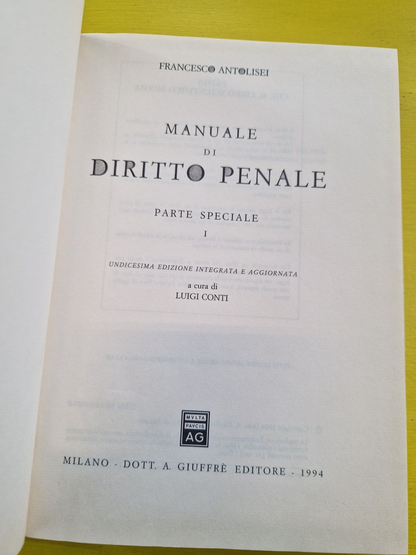 FRANCESCO ANTOLISEI
MANUALE
DI
DIRITTO PENALE
PARTE SPECIALE
I
UNDICESIMA EDIZIONE INTEGRATA E AGGIORNATA
a cura di
LUIGI CONTI
MVLTA
PAVCIS
AG
MILANO - DOTT. A. GIUFFRÈ EDITORE - 1994